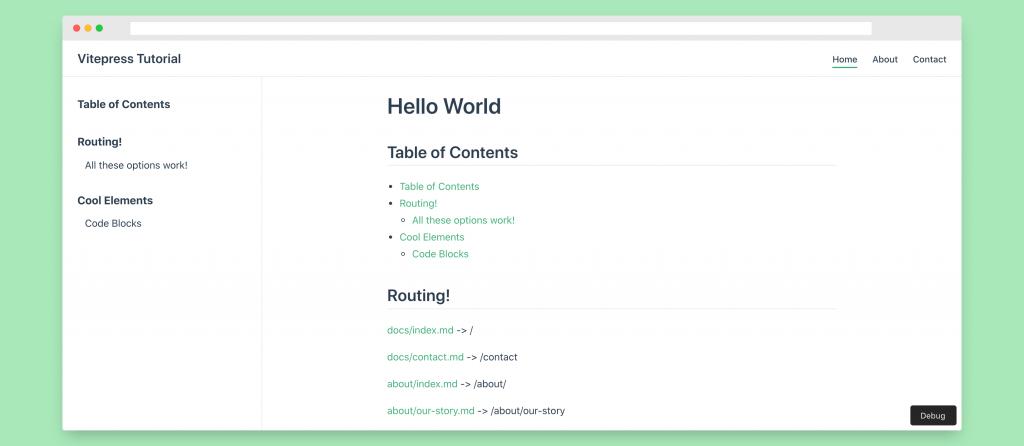 Vitepress Tutorial
Home About Contact
Table of Contents
Routing!
All these options work!
Cool Elements
Code Blocks
Hello World
Table of Contents
Table of Contents
Routing!
All these options work!
Cool Elements
Code Blocks
Routing!
docs/index.md -> /
docs/contact.md -> /contact
about/index.md -> /about/
about/our-story.md -> /about/our-story
Debug